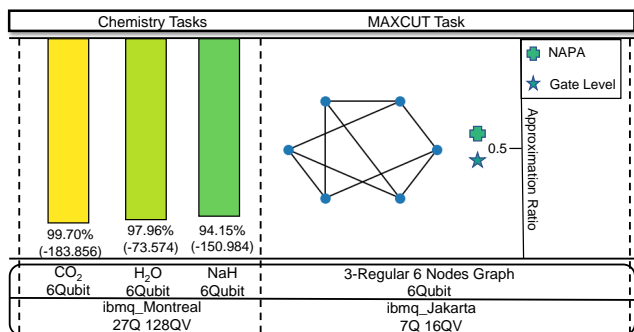 Chemistry Tasks
MAXCUT Task
NAPA
Gate Level
0.5
Approximation Ratio
99.70%
(-183.856)
97.96%
(-73.574)
94.15%
(-150.984)
CO₂
6Qubit
H₂O
6Qubit
NaH
6Qubit
3-Regular 6 Nodes Graph
6Qubit
ibmq_Montreal
27Q 128QV
ibmq_Jakarta
7Q 16QV